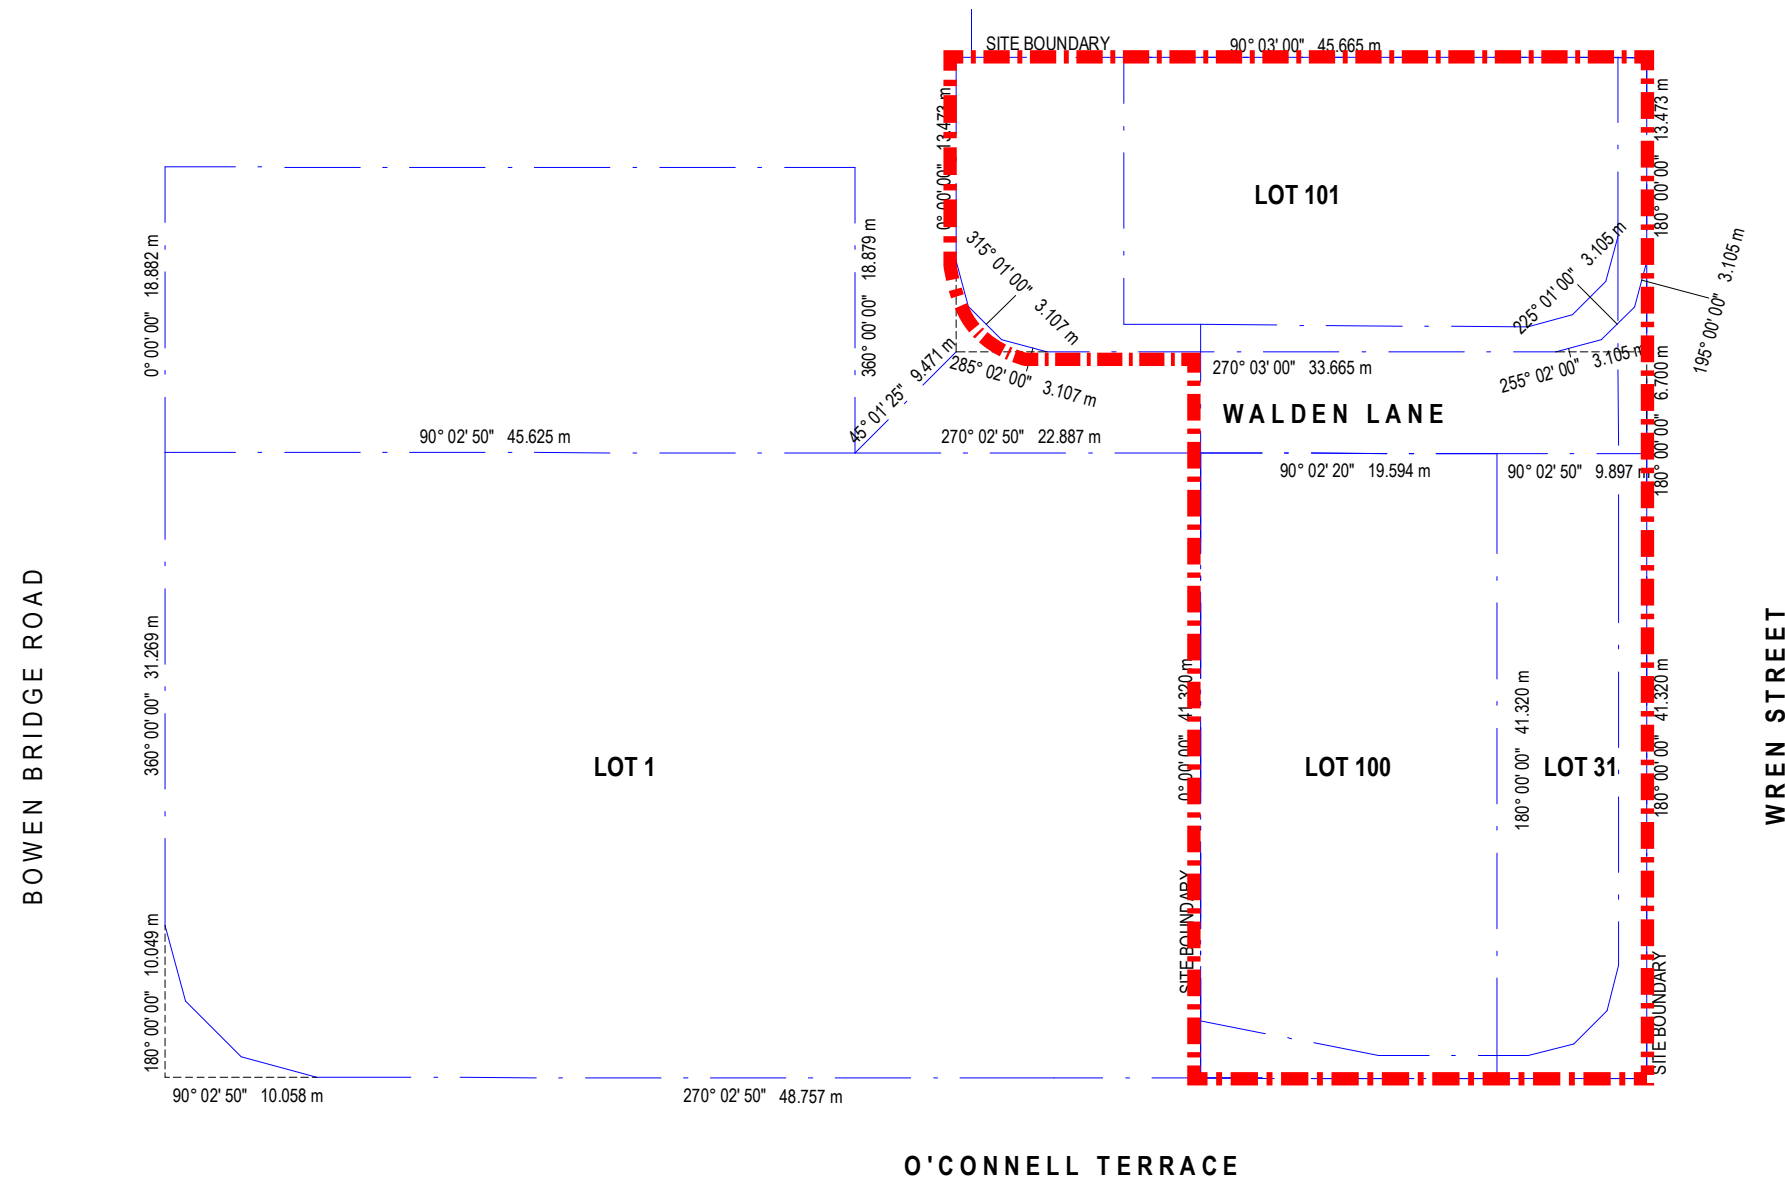 SITE BOUNDARY
90° 03' 00" 45.665 m
0° 00' 00" 13.473 m
180° 00' 00" 13.473 m
LOT 101
0° 00' 00" 18.882 m
360° 00' 00" 18.879 m
315° 01' 00" 3.107 m
225° 01' 00" 3.105 m
195° 00' 00" 3.105 m
45° 01' 25" 9.471 m
285° 02' 00" 3.107 m
270° 03' 00" 33.665 m
255° 02' 00" 3.105 m
180° 00' 00" 6.700 m
WALDEN LANE
90° 02' 50" 45.625 m
270° 02' 50" 22.887 m
90° 02' 20" 19.594 m
90° 02' 50" 9.897 m
BOWEN BRIDGE ROAD
360° 00' 00" 31.269 m
0° 00' 00" 41.320 m
180° 00' 00" 41.320 m
180° 00' 00" 41.320 m
WREN STREET
LOT 1
LOT 100
LOT 31
SITE BOUNDARY
SITE BOUNDARY
180° 00' 00" 10.049 m
90° 02' 50" 10.058 m
270° 02' 50" 48.757 m
O'CONNELL TERRACE